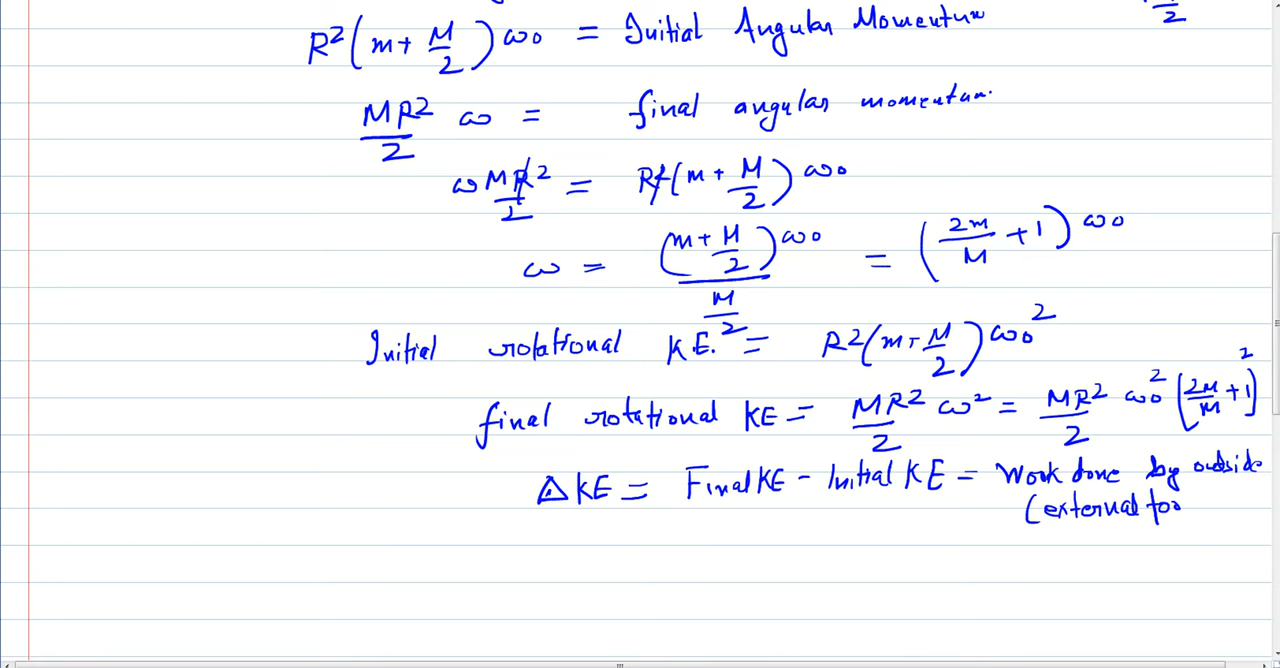 R²(m + M/2) ω₀ = Initial Angular Momentum
MR²/2 ω = final angular momentum.
ω MR²/2 = R²(m + M/2) ω₀
ω = (m + M/2) ω₀ / (M/2) = (2m/M + 1) ω₀
Initial rotational K.E. = R²(m + M/2) ω₀²
final rotational KE = MR²/2 ω² = MR²/2 ω₀² (2m/M + 1)²
Δ KE = Final KE - Initial KE = Work done by outside
(external for